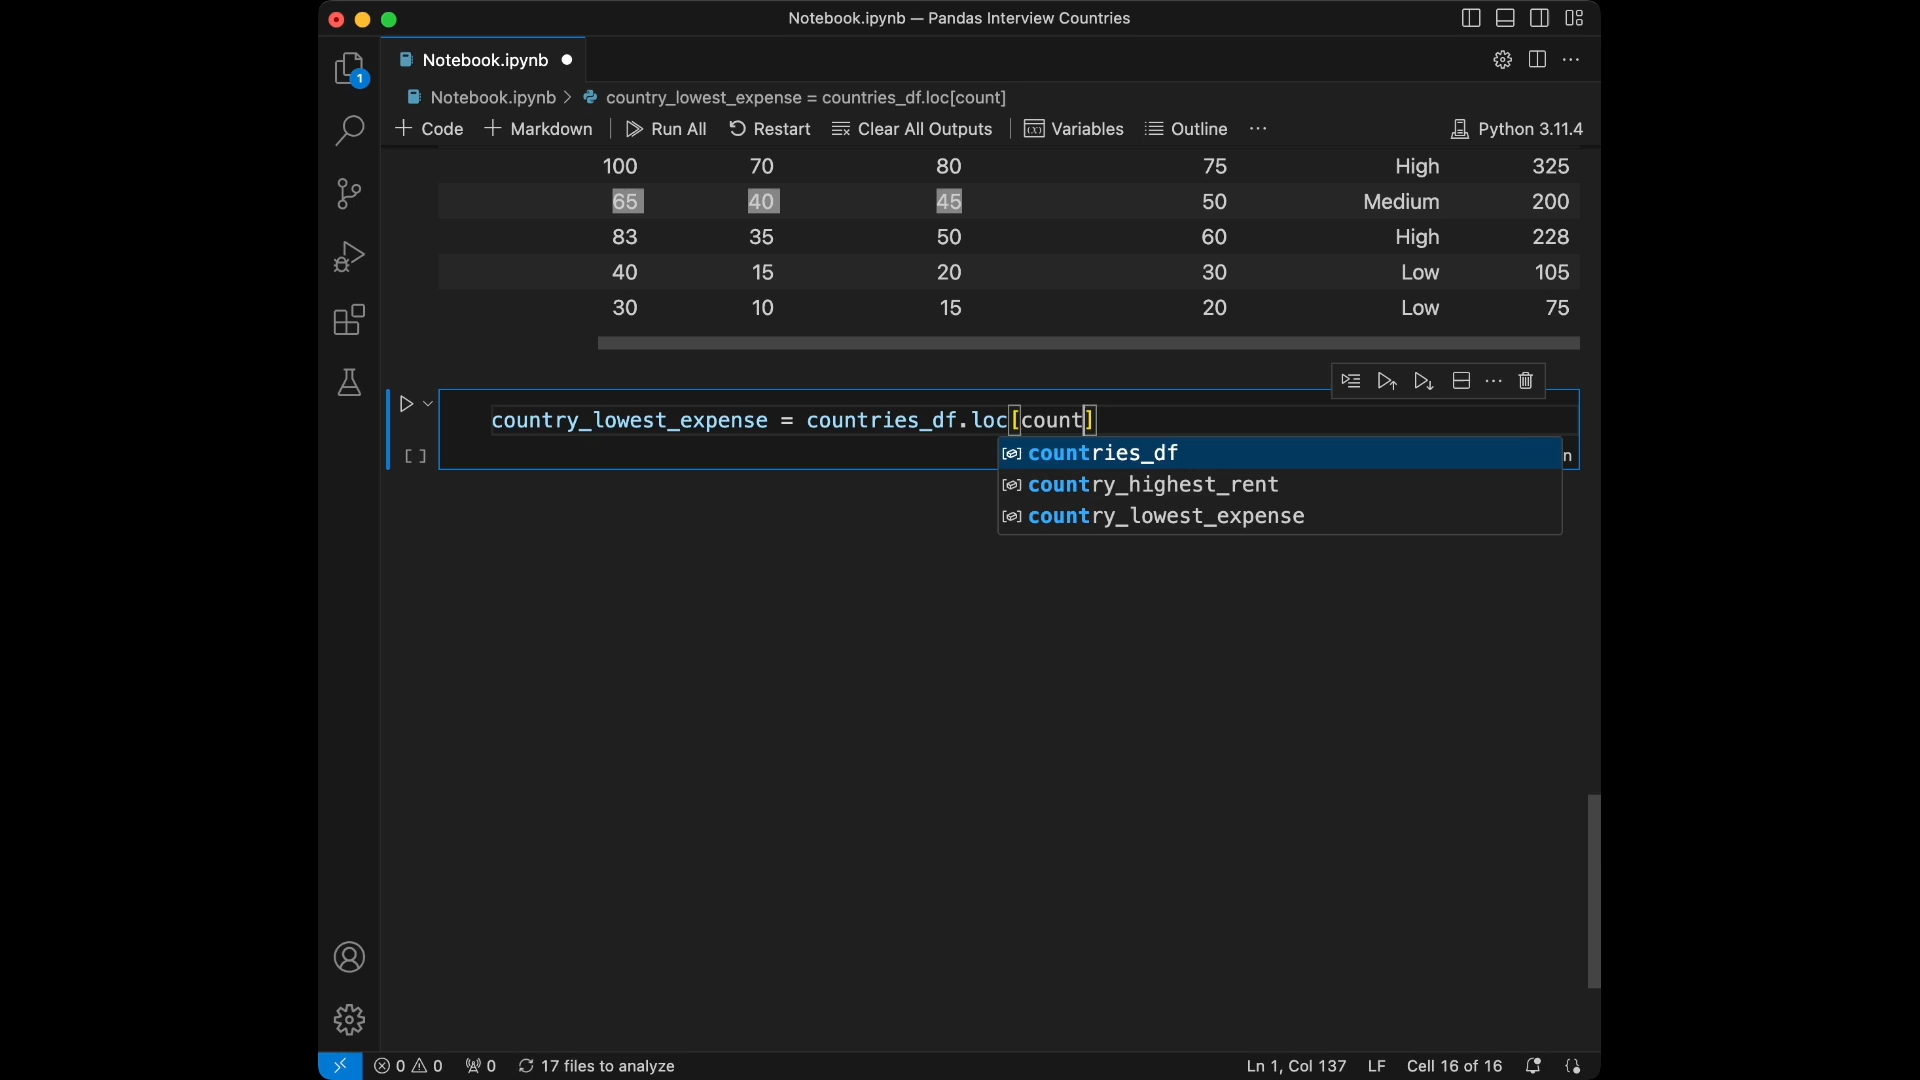 Notebook.ipynb — Pandas Interview Countries
1
Notebook.ipynb
Notebook.ipynb > country_lowest_expense = countries_df.loc[count]
+ Code + Markdown Run All Restart Clear All Outputs Variables Outline ... Python 3.11.4
100 70 80 75 High 325
65 40 45 50 Medium 200
83 35 50 60 High 228
40 15 20 30 Low 105
30 10 15 20 Low 75
country_lowest_expense = countries_df.loc[count]
[ ]
n
countries_df
country_highest_rent
country_lowest_expense
0 0 0 17 files to analyze Ln 1, Col 137 LF Cell 16 of 16